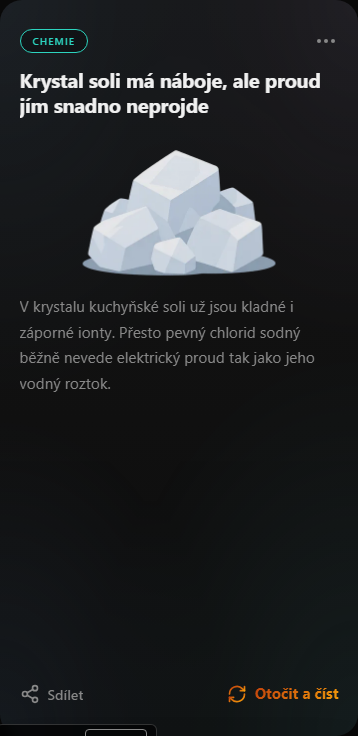 CHEMIE
Krystal soli má náboje, ale proud
jím snadno neprojde
V krystalu kuchyňské soli už jsou kladné i
záporné ionty. Přesto pevný chlorid sodný
běžně nevede elektrický proud tak jako jeho
vodný roztok.
Sdílet
Otočit a číst